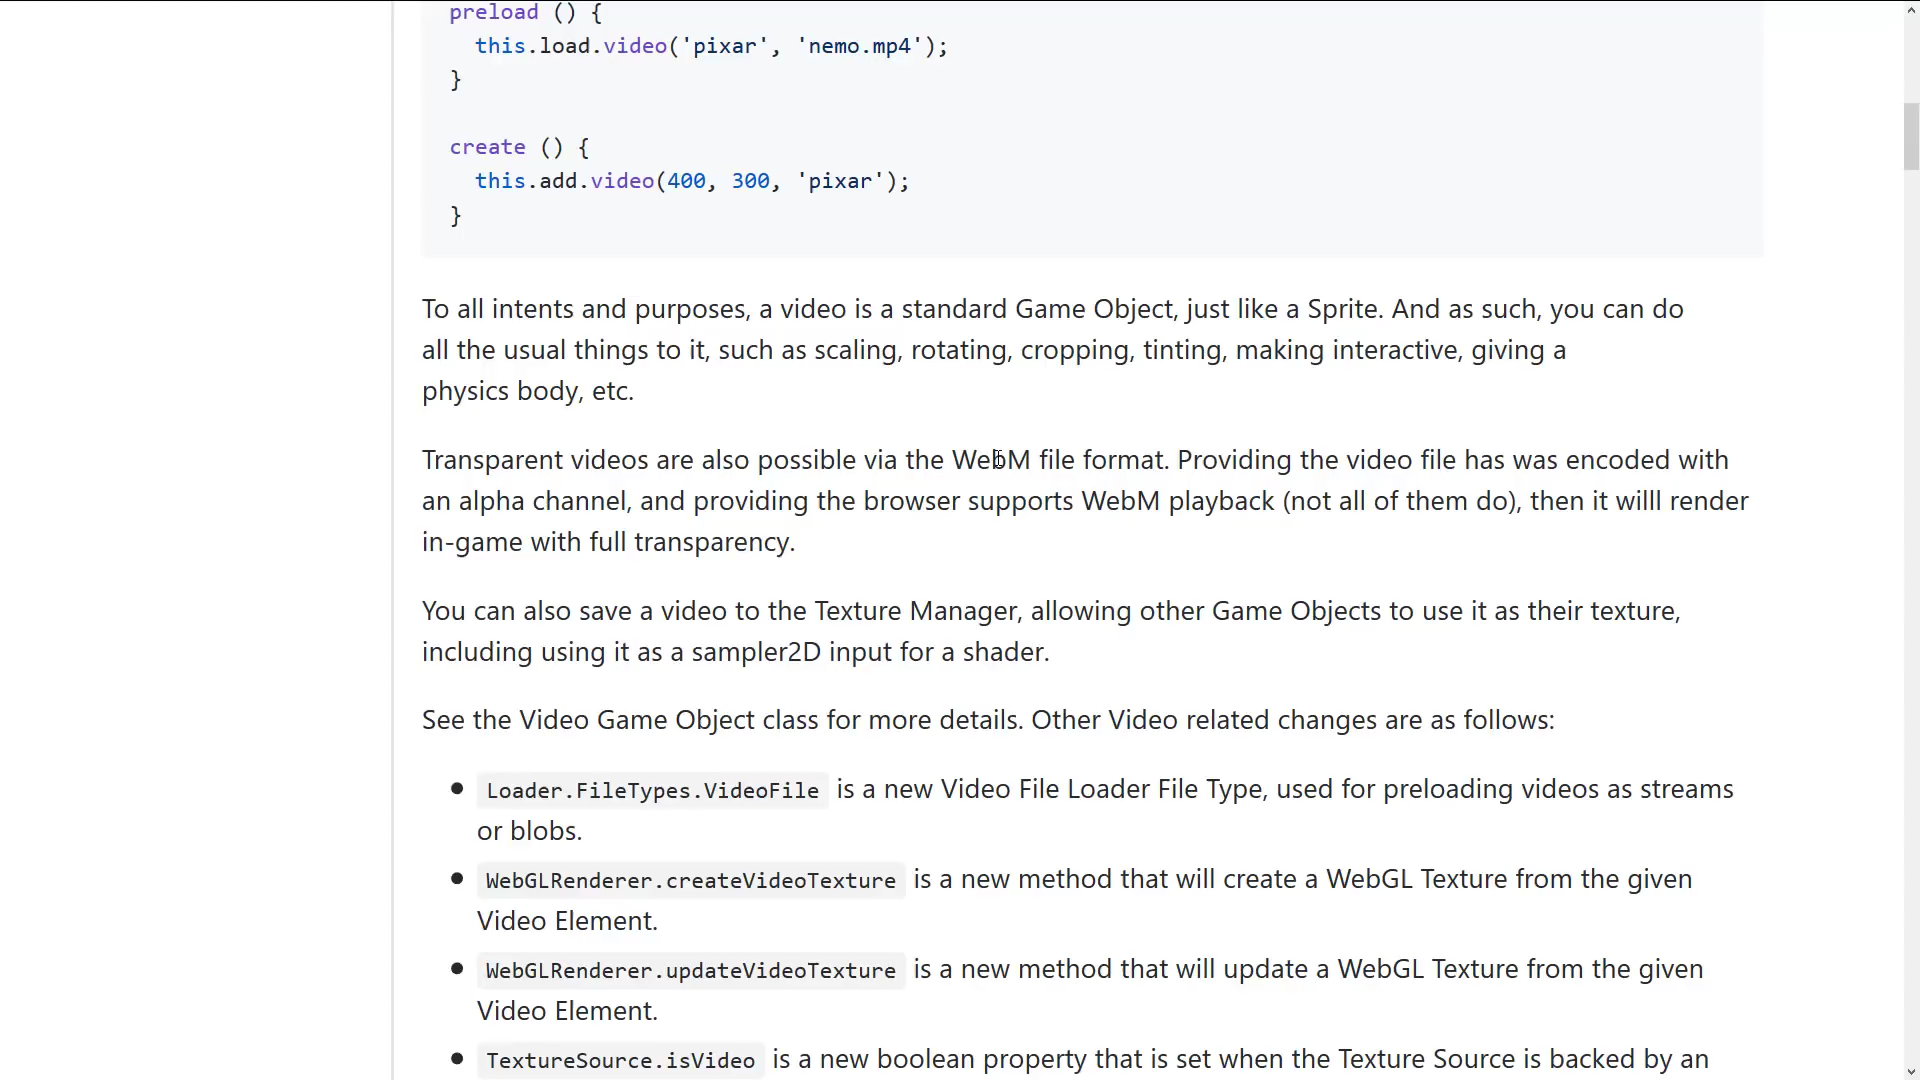 preload () {
this.load.video('pixar', 'nemo.mp4');
}
create () {
this.add.video(400, 300, 'pixar');
}
To all intents and purposes, a video is a standard Game Object, just like a Sprite. And as such, you can do
all the usual things to it, such as scaling, rotating, cropping, tinting, making interactive, giving a
physics body, etc.
Transparent videos are also possible via the WebM file format. Providing the video file has was encoded with
an alpha channel, and providing the browser supports WebM playback (not all of them do), then it willl render
in-game with full transparency.
You can also save a video to the Texture Manager, allowing other Game Objects to use it as their texture,
including using it as a sampler2D input for a shader.
See the Video Game Object class for more details. Other Video related changes are as follows:
• Loader.FileTypes.VideoFile is a new Video File Loader File Type, used for preloading videos as streams
or blobs.
• WebGLRenderer.createVideoTexture is a new method that will create a WebGL Texture from the given
Video Element.
• WebGLRenderer.updateVideoTexture is a new method that will update a WebGL Texture from the given
Video Element.
• TextureSource.isVideo is a new boolean property that is set when the Texture Source is backed by an